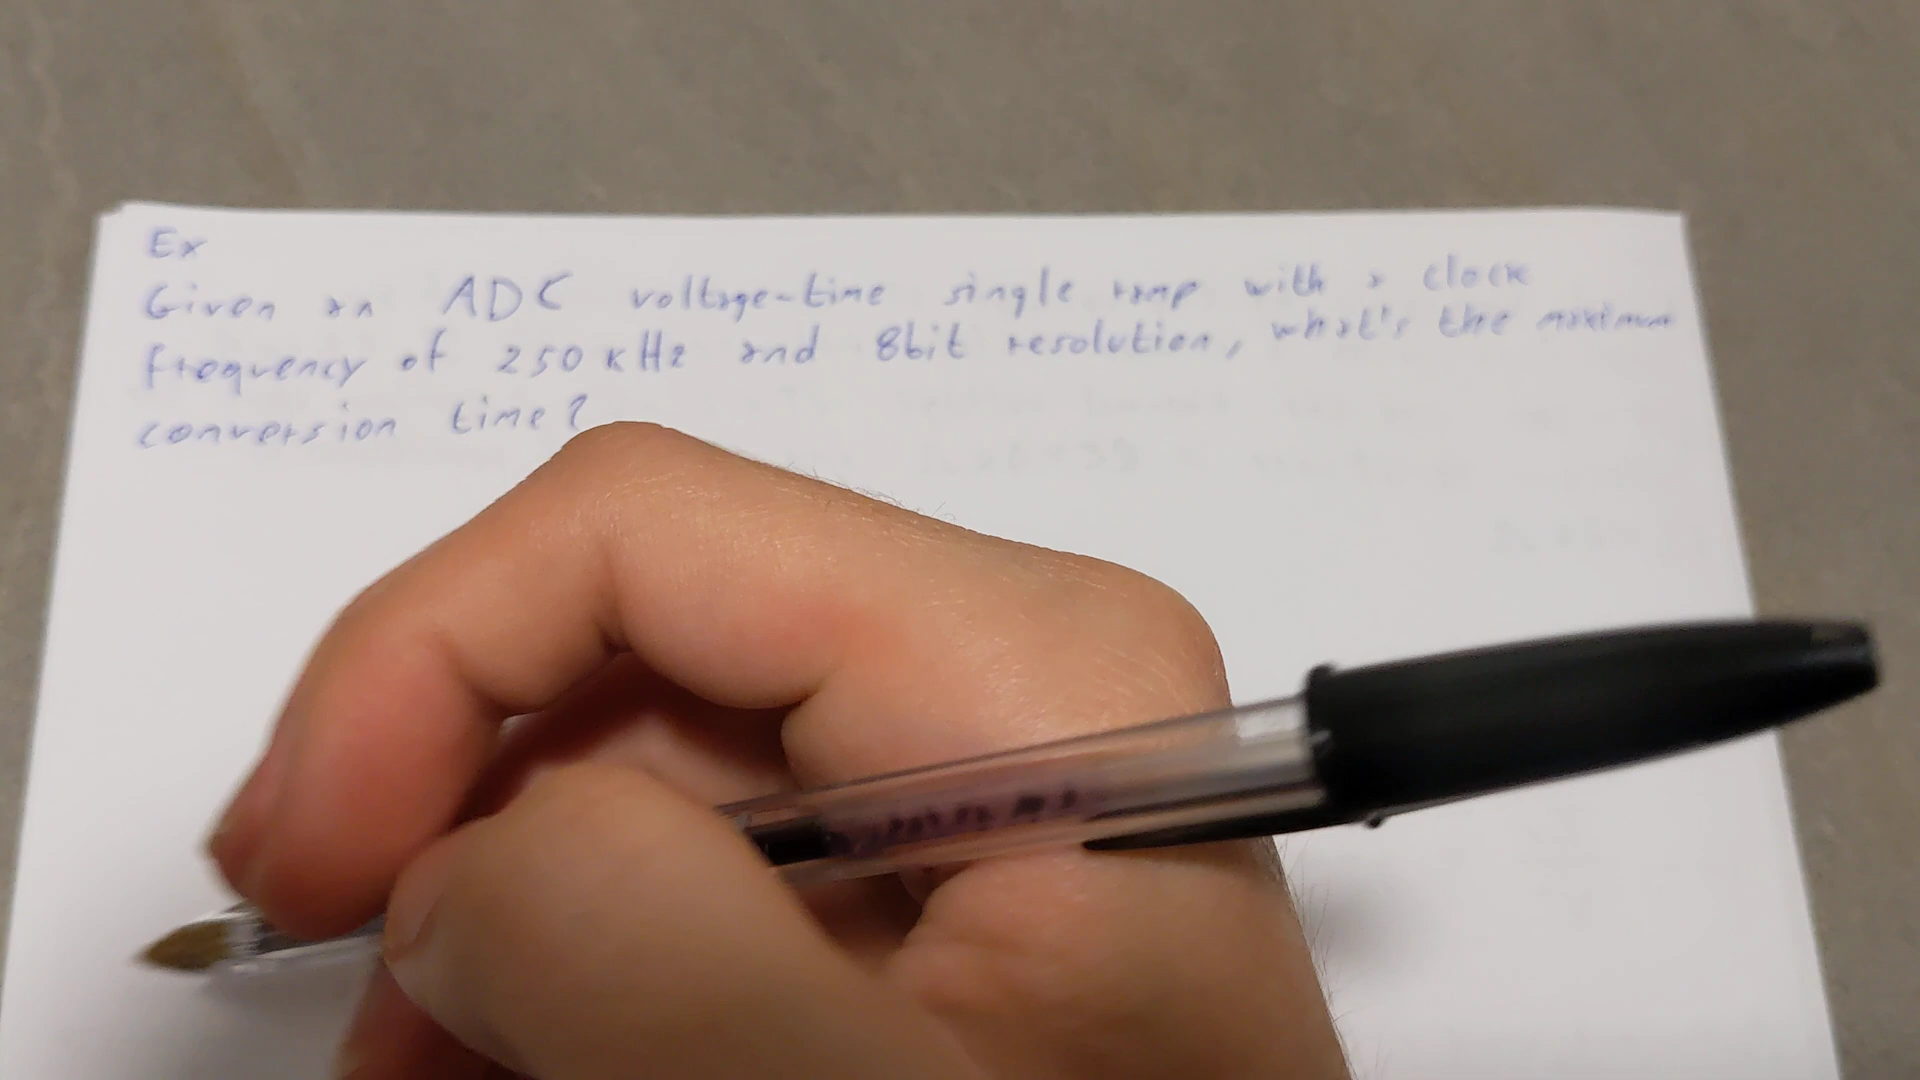 Ex
Given an ADC voltage-time single ramp with a clock
frequency of 250 kHz and 8bit resolution, what's the maximum
conversion time?